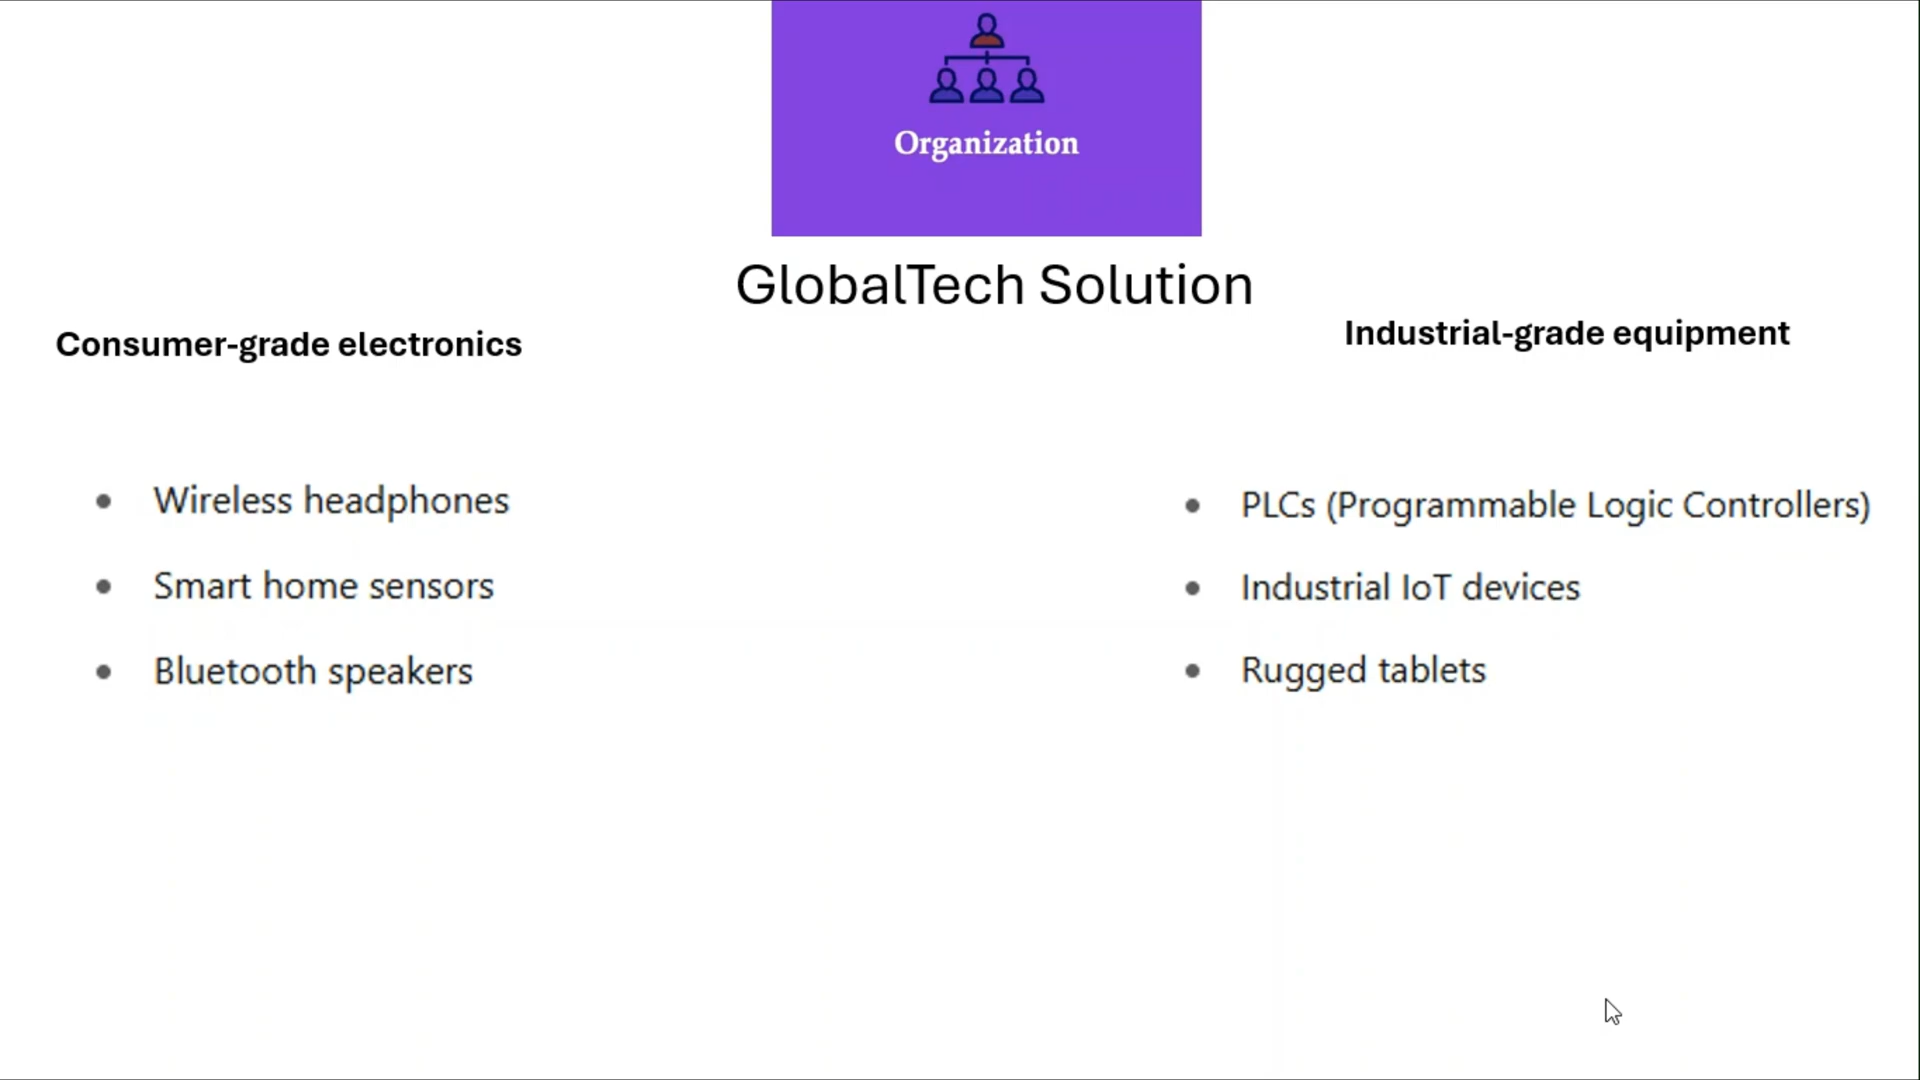 Organization
GlobalTech Solution
Consumer-grade electronics
Wireless headphones
Smart home sensors
Bluetooth speakers
Industrial-grade equipment
PLCs (Programmable Logic Controllers)
Industrial IoT devices
Rugged tablets